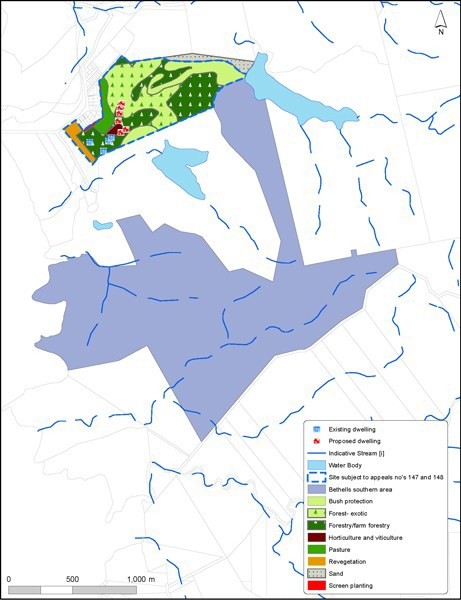 N
Existing dwelling
Proposed dwelling
Indicative Stream [i]
Water Body
Site subject to appeals no's 147 and 148
Bethells southern area
Bush protection
Forest- exotic
Forestry/farm forestry
Horticulture and viticulture
Pasture
Revegetation
Sand
Screen planting
0 500 1,000 m